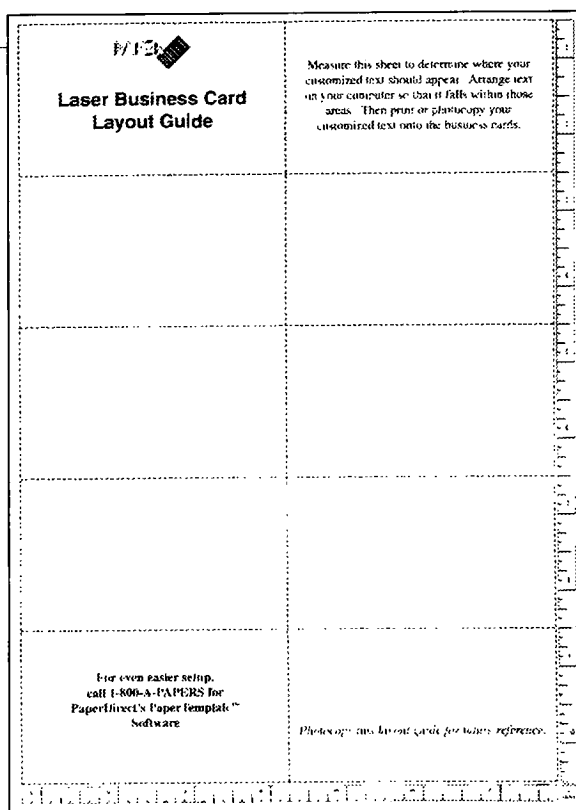 Laser Business Card
Layout Guide
Measure this sheet to determine where your
customized text should appear. Arrange text
on your computer so that it falls within those
areas. Then print or photocopy your
customized text onto the business cards.
For even easier setup,
call 1-800-A-PAPERS for
PaperDirect's PaperTemplate™
Software
Photocopy this layout guide for future reference.